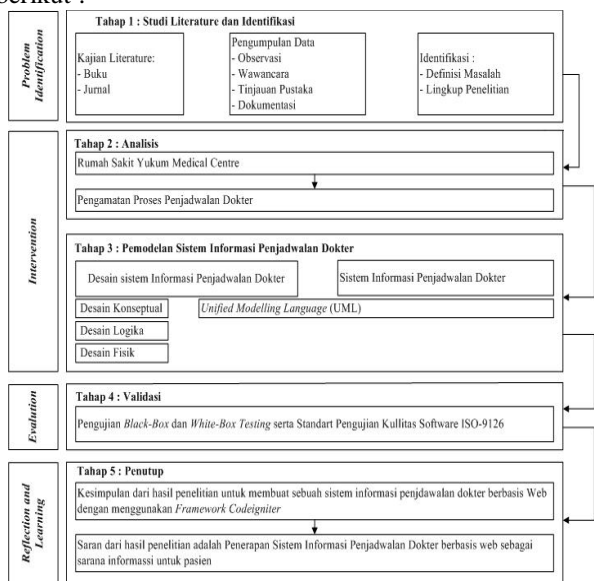 berikut :
Tahap 1 : Studi Literature dan Identifikasi
Problem
Identification
Kajian Literature:
- Buku
- Jurnal
Pengumpulan Data
- Observasi
- Wawancara
- Tinjauan Pustaka
- Dokumentasi
Identifikasi :
- Definisi Masalah
- Lingkup Penelitian
Intervention
Tahap 2 : Analisis
Rumah Sakit Yukum Medical Centre
Pengamatan Proses Penjadwalan Dokter
Tahap 3 : Pemodelan Sistem Informasi Penjadwalan Dokter
Desain sistem Informasi Penjadwalan Dokter
Sistem Informasi Penjadwalan Dokter
Desain Konseptual
Unified Modelling Language (UML)
Desain Logika
Desain Fisik
Evalution
Tahap 4 : Validasi
Pengujian Black-Box dan White-Box Testing serta Standart Pengujian Kullitas Software ISO-9126
Reflection and
Learning
Tahap 5 : Penutup
Kesimpulan dari hasil penelitian untuk membuat sebuah sistem informasi penjdawalan dokter berbasis Web
dengan menggunakan Framework Codeigniter
Saran dari hasil penelitian adalah Penerapan Sistem Informasi Penjadwalan Dokter berbasis web sebagai
sarana informassi untuk pasien